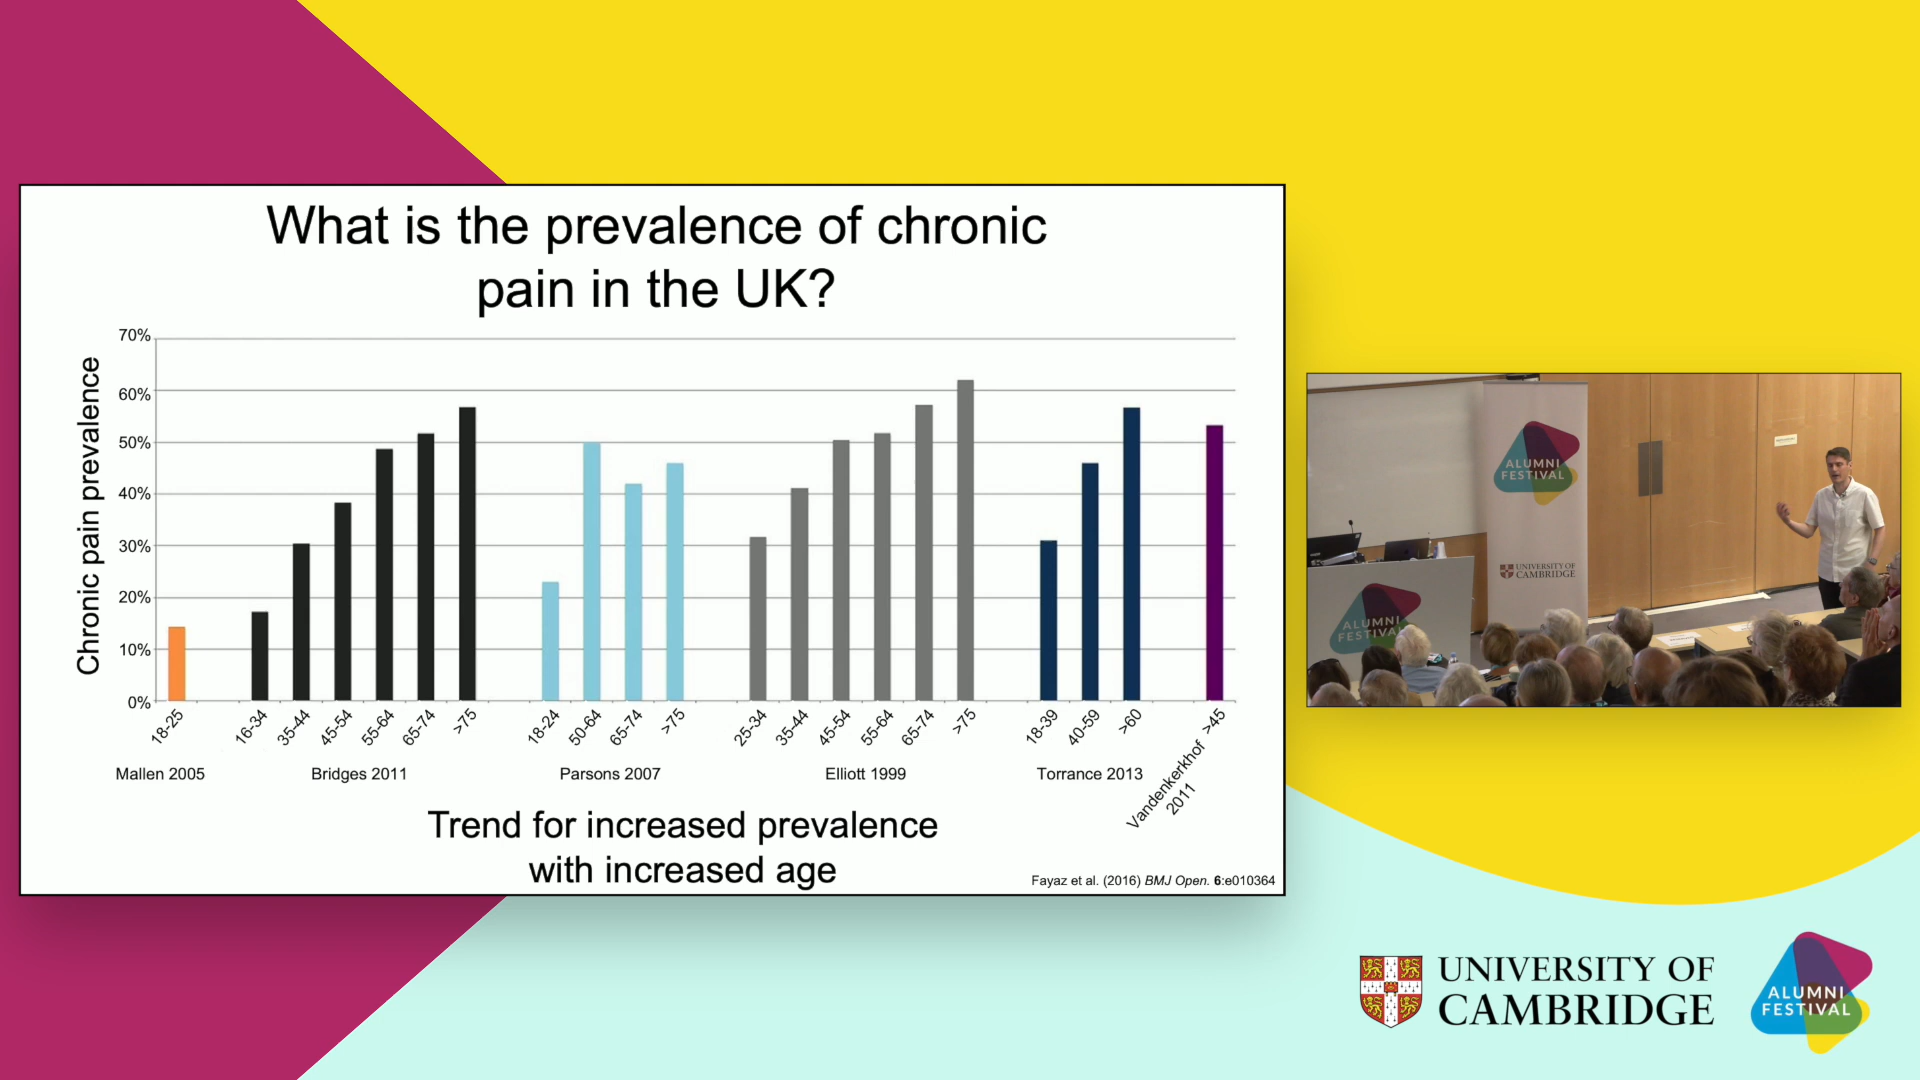 What is the prevalence of chronic
pain in the UK?
Chronic pain prevalence
70%
60%
50%
40%
30%
20%
10%
0%
18-25
16-34
35-44
45-54
55-64
65-74
>75
18-24
50-64
65-74
>75
25-34
35-44
45-54
55-64
65-74
>75
18-39
40-59
>60
>45
Mallen 2005
Bridges 2011
Parsons 2007
Elliott 1999
Torrance 2013
Vandenkerkhof
2011
Trend for increased prevalence
with increased age
Fayaz et al. (2016) BMJ Open. 6:e010364
ALUMNI
FESTIVAL
UNIVERSITY OF
CAMBRIDGE
ALUMNI
FESTIVAL
UNIVERSITY OF
CAMBRIDGE
ALUMNI
FESTIVAL